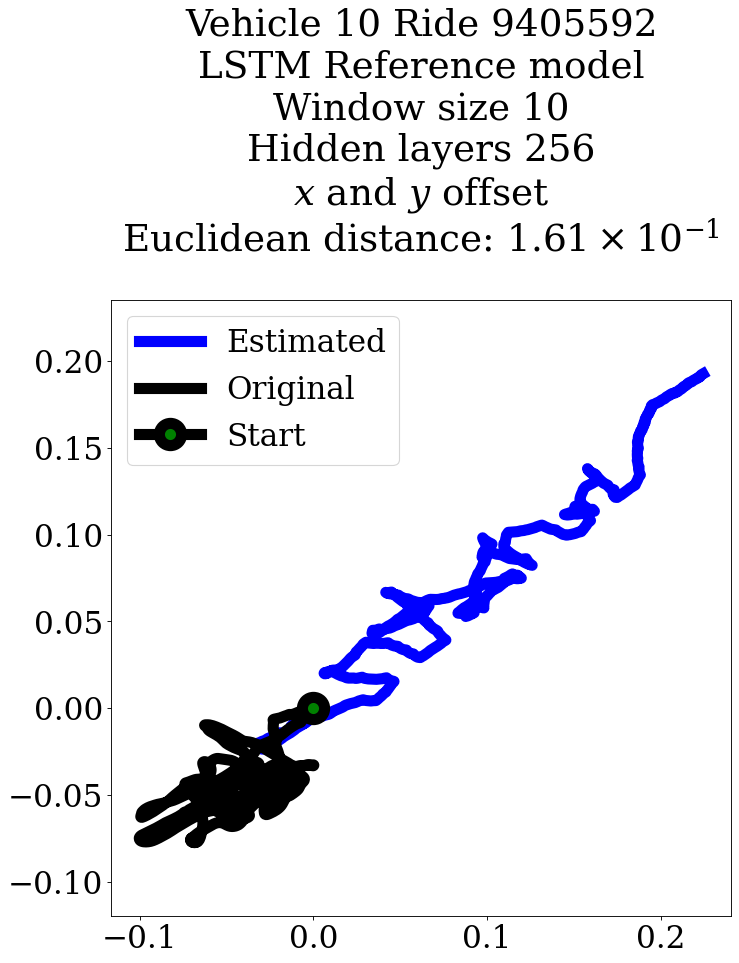 Vehicle 10 Ride 9405592
LSTM Reference model
Window size 10
Hidden layers 256
x and y offset
Euclidean distance: 1.61 × 10⁻¹
Estimated
Original
Start
0.20
0.15
0.10
0.05
0.00
−0.05
−0.10
−0.1 0.0 0.1 0.2